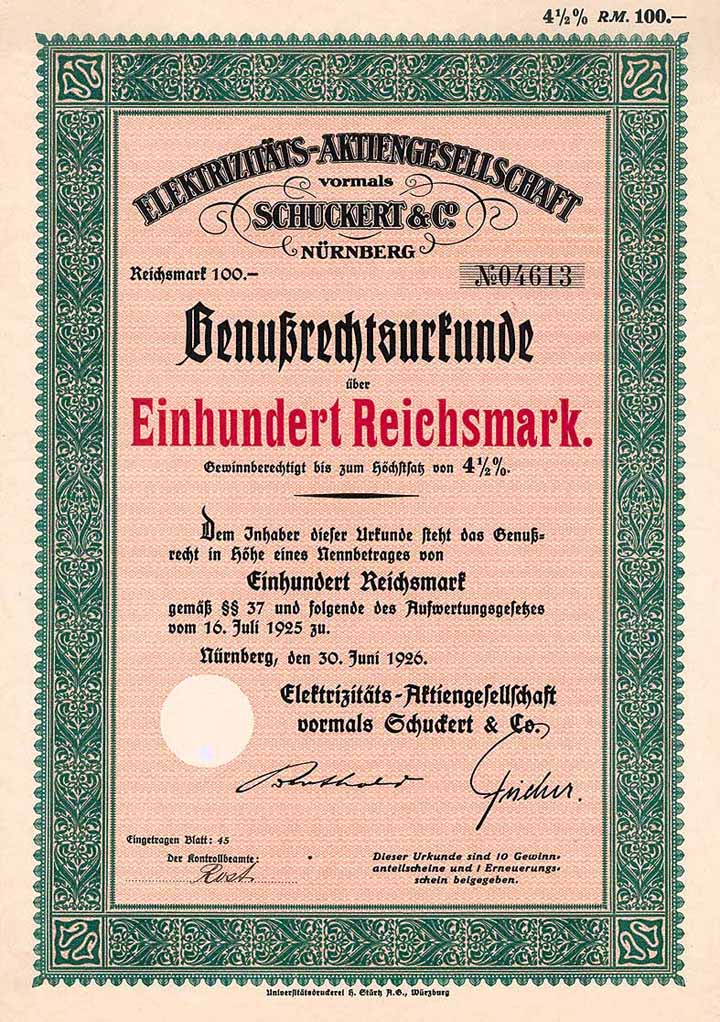 4½% RM. 100.—
ELEKTRIZITÄTS-AKTIENGESELLSCHAFT
vormals
SCHUCKERT & Co
NÜRNBERG
Reichsmark 100.—
No 04613
Genußrechtsurkunde
über
Einhundert Reichsmark.
Gewinnberechtigt bis zum Höchstsatz von 4½%.
Dem Inhaber dieser Urkunde steht das Genuß-
recht in Höhe eines Nennbetrages von
Einhundert Reichsmark
gemäß §§ 37 und folgende des Aufwertungsgesetzes
vom 16. Juli 1925 zu.
Nürnberg, den 30. Juni 1926.
Elektrizitäts-Aktiengesellschaft
vormals Schuckert & Co.
Berthold
Fischer.
Eingetragen Blatt: 45
Der Kontrollbeamte:
Rost
Dieser Urkunde sind 10 Gewinn-
anteilscheine und 1 Erneuerungs-
schein beigegeben.
Universitätsdruckerei H. Stürtz A.G., Würzburg